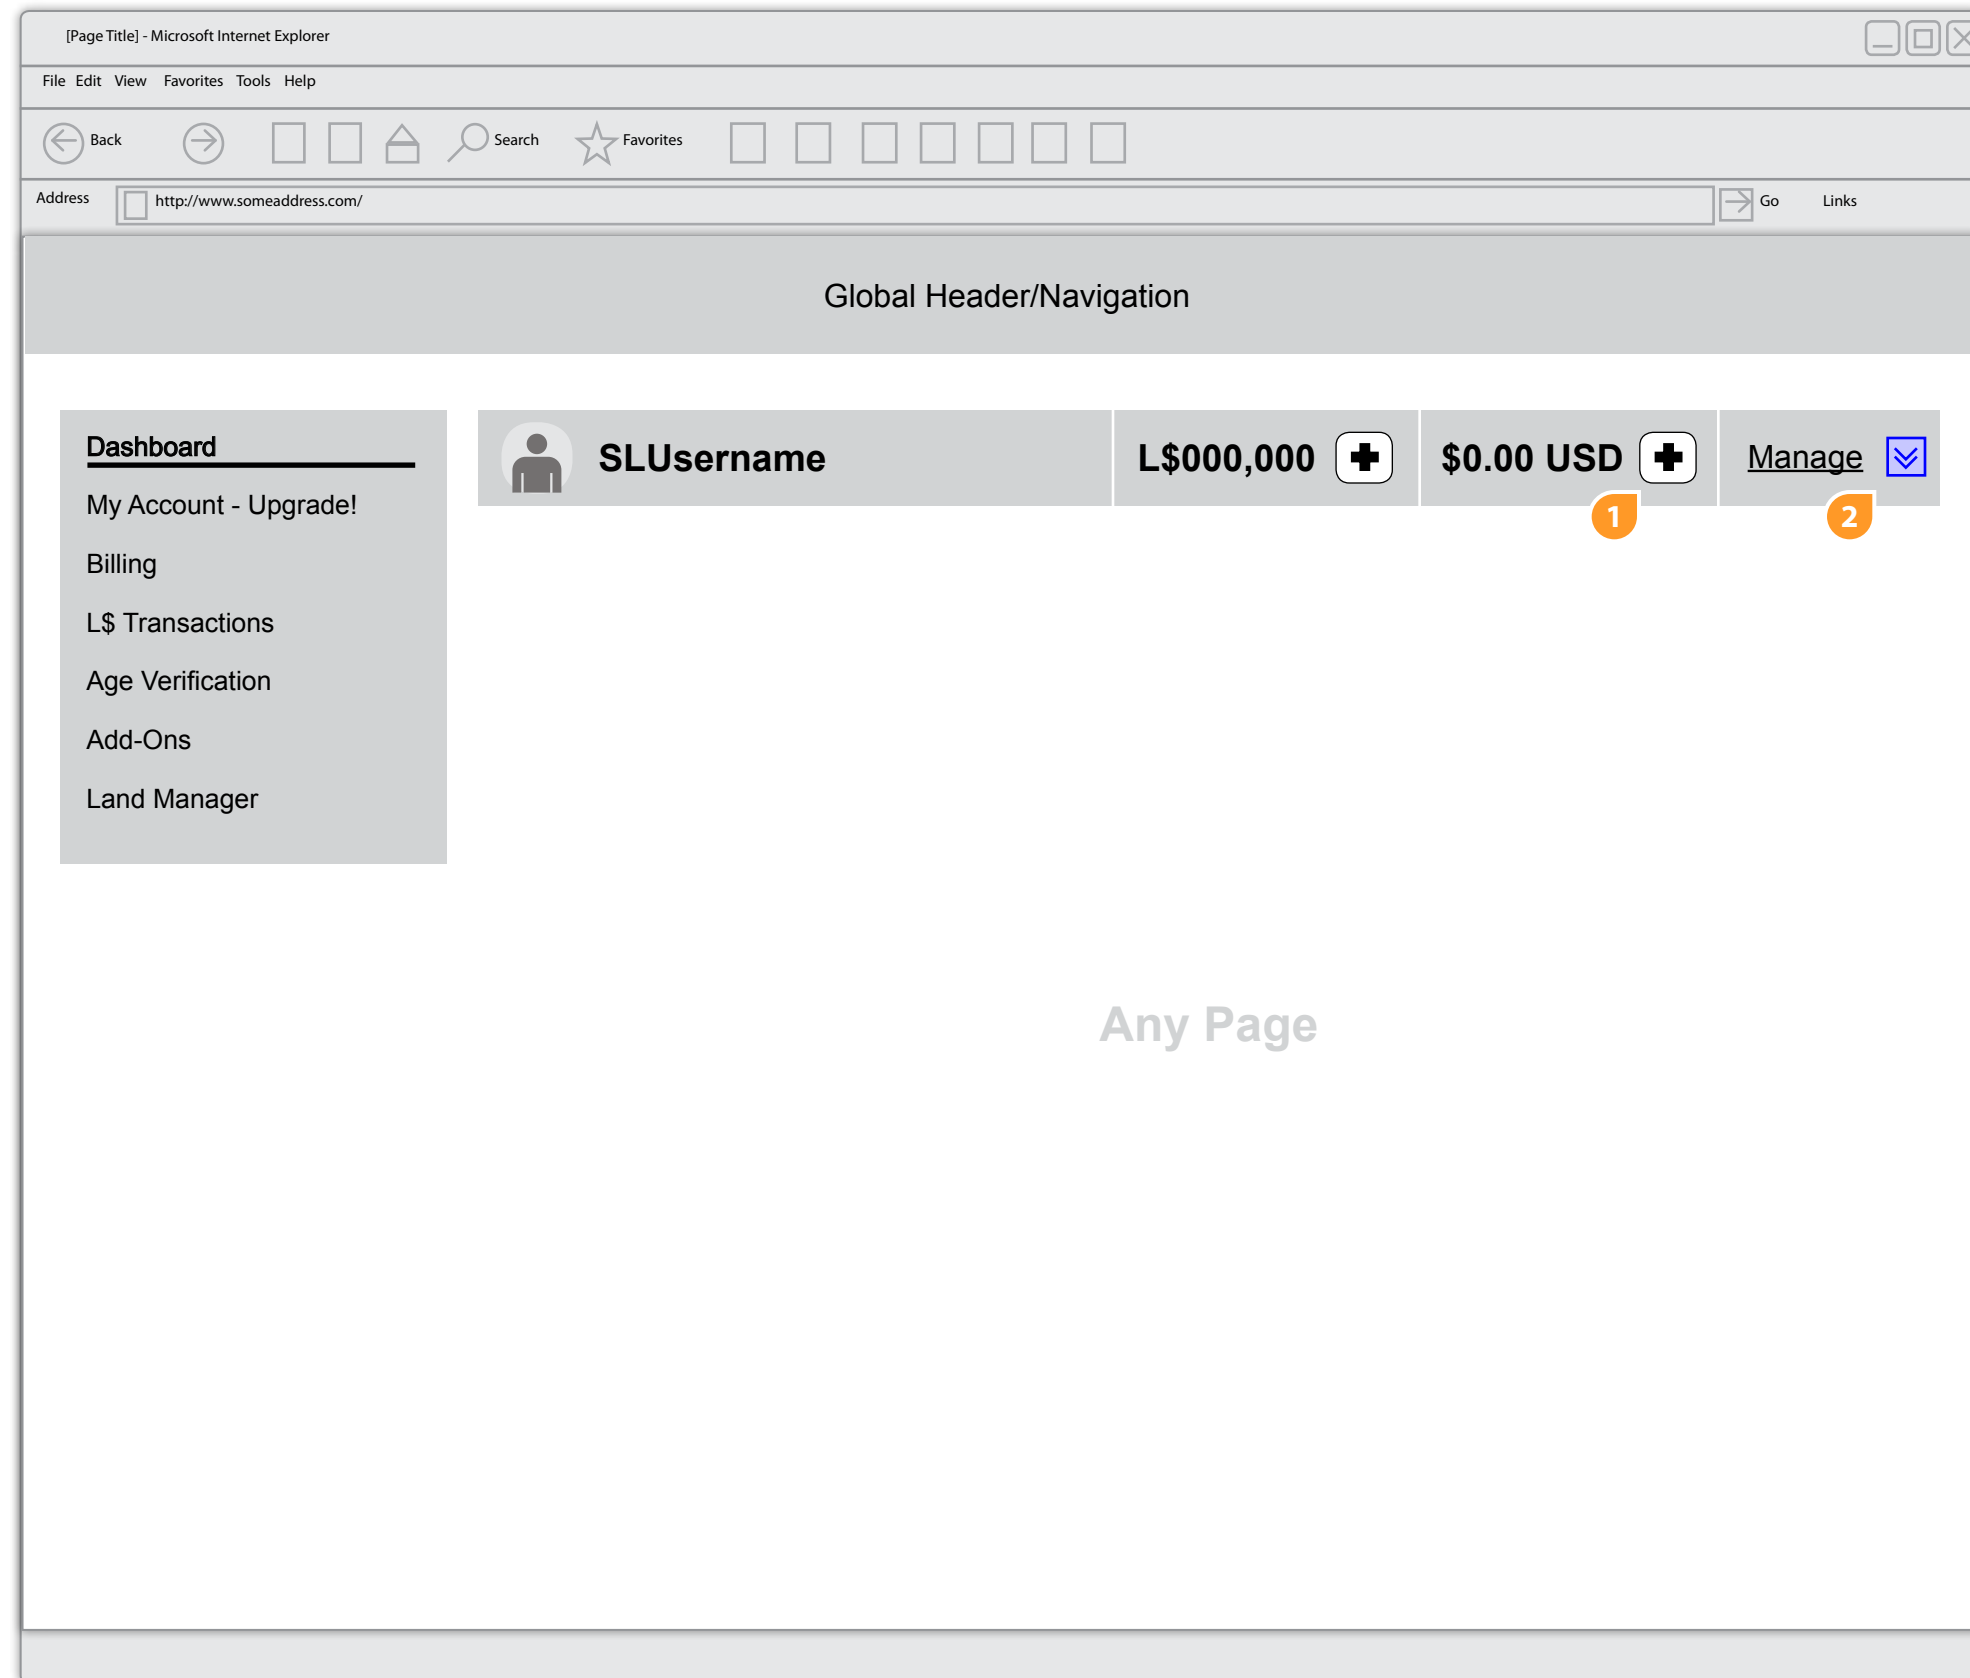 [Page Title] - Microsoft Internet Explorer
File Edit View Favorites Tools Help
Back Search Favorites
Address http://www.someaddress.com/ Go Links
Global Header/Navigation
Dashboard
My Account - Upgrade!
Billing
L$ Transactions
Age Verification
Add-Ons
Land Manager
SLUsername L$000,000 $0.00 USD Manage
1 2
Any Page